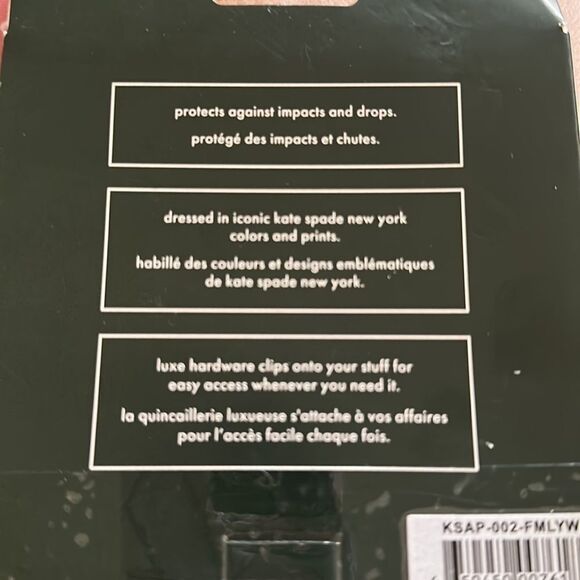 protects against impacts and drops.
protégé des impacts et chutes.
dressed in iconic kate spade new york
colors and prints.
habillé des couleurs et designs emblématiques
de kate spade new york.
luxe hardware clips onto your stuff for
easy access whenever you need it.
la quincaillerie luxueuse s'attache à vos affaires
pour l'accès facile chaque fois.
KSAP-002-FMLYW